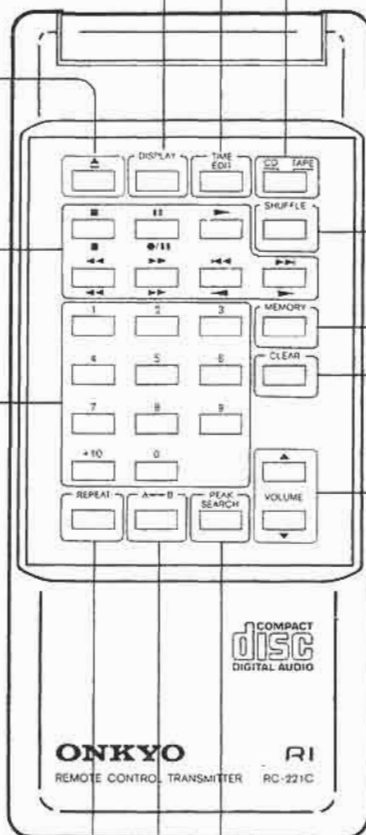 DISPLAY
TIME EDIT
CD TAPE
SHUFFLE
1 2 3
MEMORY
4 5 6
CLEAR
7 8 9
+10 0
REPEAT
A↔B
PEAK SEARCH
VOLUME
COMPACT
disc
DIGITAL AUDIO
ONKYO RI
REMOTE CONTROL TRANSMITTER RC-221C